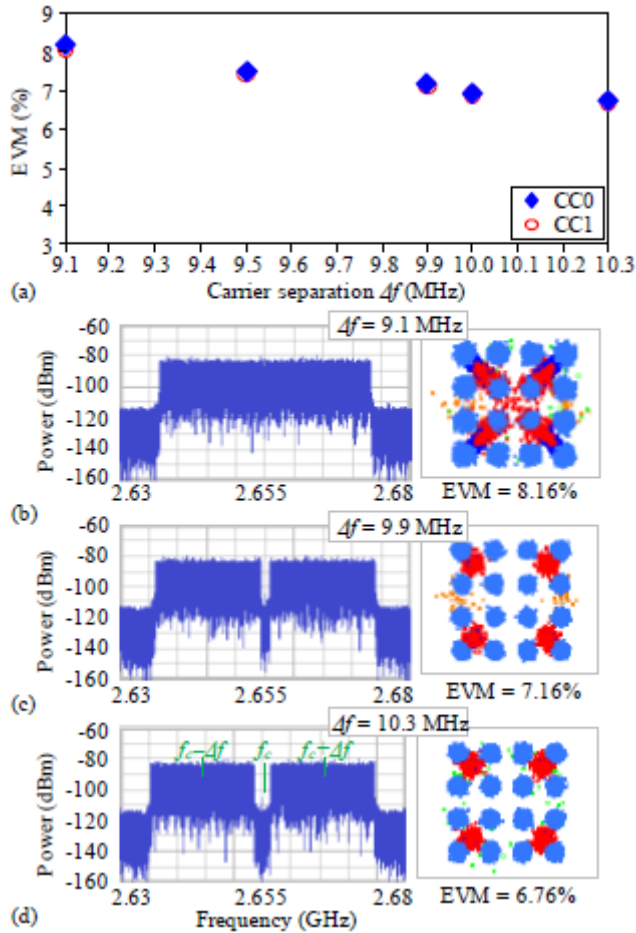 9
8
7
6
5
4
3
EVM (%)
CC0
CC1
9.1 9.2 9.3 9.4 9.5 9.6 9.7 9.8 9.9 10.0 10.1 10.2 10.3
(a) Carrier separation Δf (MHz)
Δf = 9.1 MHz
-60
-80
-100
-120
-140
-160
Power (dBm)
2.63 2.655 2.68
EVM = 8.16%
(b)
Δf = 9.9 MHz
-60
-80
-100
-120
-140
-160
Power (dBm)
2.63 2.655 2.68
EVM = 7.16%
(c)
Δf = 10.3 MHz
-60
-80
-100
-120
-140
-160
Power (dBm)
fc–Δf fc fc+Δf
2.63 2.655 2.68
EVM = 6.76%
(d) Frequency (GHz)